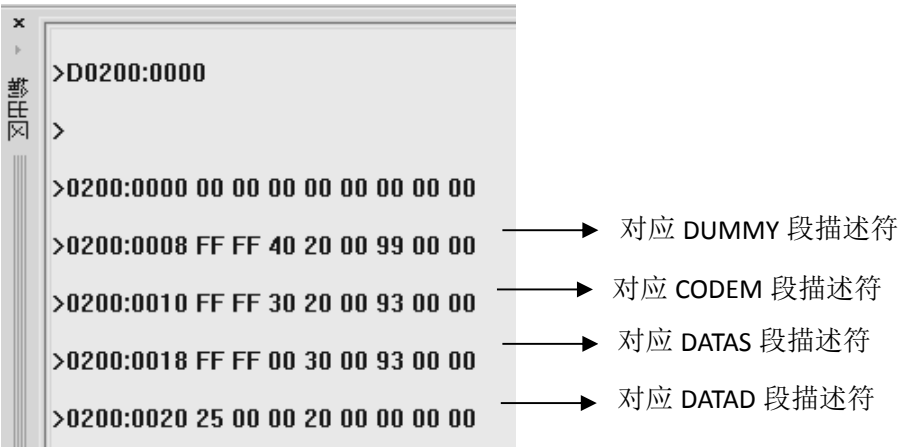 ×
输出区
>D0200:0000
>
>0200:0000 00 00 00 00 00 00 00 00
对应 DUMMY 段描述符
>0200:0008 FF FF 40 20 00 99 00 00
对应 CODEM 段描述符
>0200:0010 FF FF 30 20 00 93 00 00
对应 DATAS 段描述符
>0200:0018 FF FF 00 30 00 93 00 00
对应 DATAD 段描述符
>0200:0020 25 00 00 20 00 00 00 00